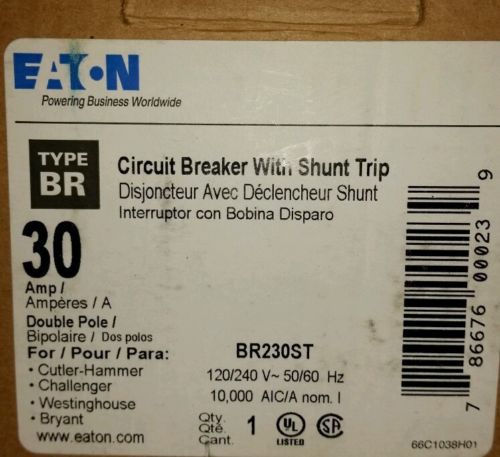 EATON
Powering Business Worldwide
TYPE
BR
Circuit Breaker With Shunt Trip
Disjoncteur Avec Déclencheur Shunt
Interruptor con Bobina Disparo
30
Amp /
Ampères / A
Double Pole /
Bipolaire / Dos polos
For / Pour / Para:
• Cutler-Hammer
• Challenger
• Westinghouse
• Bryant
www.eaton.com
BR230ST
120/240 V~ 50/60 Hz
10,000 AIC/A nom. I
Qty.
Qté.
Cant.
1
UL
LISTED
SA
7 86676 00023 9
66C1038H01